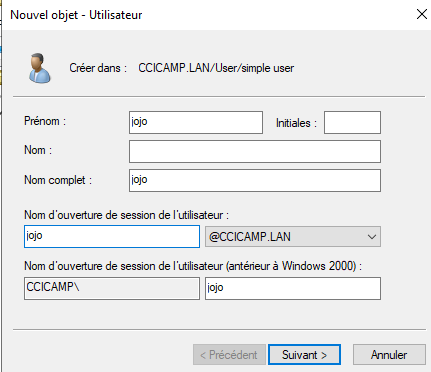 Nouvel objet - Utilisateur
Créer dans : CCICAMP.LAN/User/simple user
Prénom : jojo Initiales :
Nom :
Nom complet : jojo
Nom d'ouverture de session de l'utilisateur :
jojo @CCICAMP.LAN
Nom d'ouverture de session de l'utilisateur (antérieur à Windows 2000) :
CCICAMP\ jojo
< Précédent Suivant > Annuler